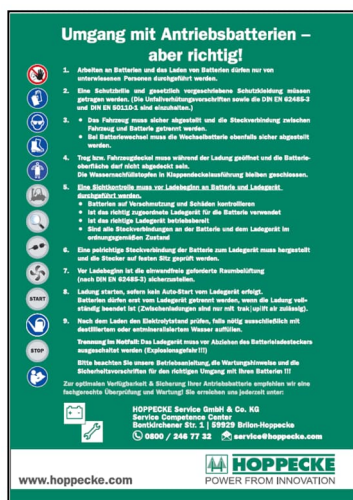 Umgang mit Antriebsbatterien –
aber richtig!
1. Arbeiten an Batterien und das Laden von Batterien dürfen nur von
unterwiesenen Personen durchgeführt werden.
2. Eine Schutzbrille und gesetzlich vorgeschriebene Schutzkleidung müssen
getragen werden. (Die Unfallverhütungsvorschriften sowie die DIN EN 62485-3
und DIN EN 50110-1 sind einzuhalten.)
3. • Das Fahrzeug muss sicher abgestellt und die Steckverbindung zwischen
Fahrzeug und Batterie getrennt werden.
• Bei Batteriewechsel muss die Wechselbatterie ebenfalls sicher abgestellt
werden.
4. Trog bzw. Fahrzeugdeckel muss während der Ladung geöffnet und die Batterie-
oberfläche darf nicht abgedeckt sein.
Die Wassernachfüllstopfen in Klappendeckelausführung bleiben geschlossen.
5. Eine Sichtkontrolle muss vor Ladebeginn an Batterie und Ladegerät
durchgeführt werden.
• Batterien auf Verschmutzung und Schäden kontrollieren
• Ist das richtig zugeordnete Ladegerät für die Batterie verwendet
• Ist das richtige Ladegerät betriebsbereit
• Sind alle Steckverbindungen an der Batterie und dem Ladegerät im
ordnungsgemäßen Zustand
6. Eine polrichtige Steckverbindung der Batterie zum Ladegerät muss hergestellt
und die Stecker auf festen Sitz geprüft werden.
7. Vor Ladebeginn ist die einwandfreie geforderte Raumbelüftung
(nach DIN EN 62485-3) sicherzustellen.
START
8. Ladung starten, sofern kein Auto-Start vom Ladegerät erfolgt.
Batterien dürfen erst vom Ladegerät getrennt werden, wenn die Ladung voll-
ständig beendet ist (Zwischenladungen sind nur mit trak|uplift air zulässig).
9. Nach dem Laden den Elektrolytstand prüfen, falls nötig ausschließlich mit
destilliertem oder entmineralisiertem Wasser auffüllen.
STOP
Trennung im Notfall: Das Ladegerät muss vor Abziehen des Batterieladesteckers
ausgeschaltet werden (Explosionsgefahr!!!)
Bitte beachten Sie unsere Betriebsanleitung, die Wartungshinweise und die
Sicherheitsvorschriften für den richtigen Umgang mit Ihren Batterien !!!
Zur optimalen Verfügbarkeit & Sicherung Ihrer Antriebsbatterie empfehlen wir eine
fachgerechte Überprüfung und Wartung! Sie erreichen uns jederzeit unter:
HOPPECKE Service GmbH & Co. KG
Service Competence Center
Bontkirchener Str. 1 | 59929 Brilon-Hoppecke
0800 / 246 77 32 service@hoppecke.com
www.hoppecke.com
HOPPECKE
POWER FROM INNOVATION